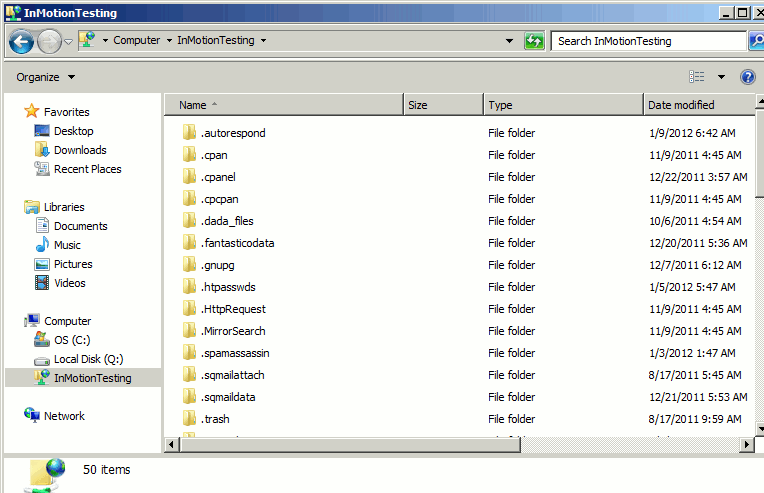 InMotionTesting
Computer InMotionTesting Search InMotionTesting
Organize
Name Size Type Date modified
Favorites
Desktop
Downloads
Recent Places
Libraries
Documents
Music
Pictures
Videos
Computer
OS (C:)
Local Disk (Q:)
InMotionTesting
Network
.autorespond File folder 1/9/2012 6:42 AM
.cpan File folder 11/9/2011 4:45 AM
.cpanel File folder 12/22/2011 3:57 AM
.cpcpan File folder 11/9/2011 4:45 AM
.dada_files File folder 10/6/2011 4:54 AM
.fantasticodata File folder 12/20/2011 5:36 AM
.gnupg File folder 12/7/2011 6:12 AM
.htpasswds File folder 1/5/2012 5:47 AM
.HttpRequest File folder 11/9/2011 4:45 AM
.MirrorSearch File folder 11/9/2011 4:45 AM
.spamassassin File folder 1/3/2012 1:47 AM
.sqmailattach File folder 8/17/2011 5:45 AM
.sqmaildata File folder 12/21/2011 5:53 AM
.trash File folder 8/17/2011 9:59 AM
50 items